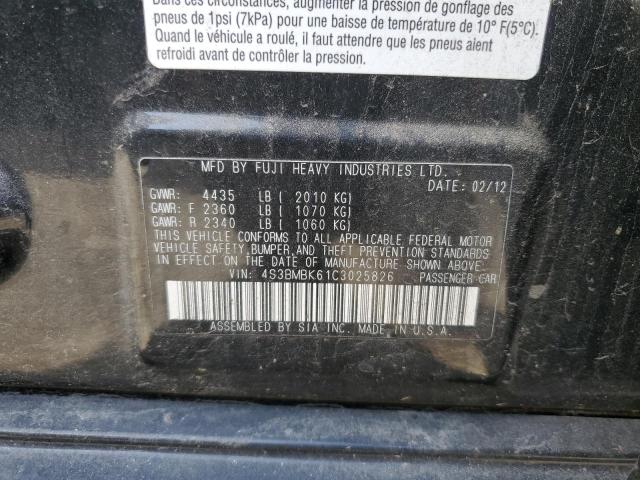 Dans ces circonstances, augmenter la pression de gonflage des
pneus de 1psi (7kPa) pour une baisse de température de 10° F(5°C).
Quand le véhicule a roulé, il faut attendre que les pneus aient
refroidi avant de contrôler la pression.
MFD BY FUJI HEAVY INDUSTRIES LTD.
DATE: 02/12
GVWR: 4435 LB ( 2010 KG)
GAWR: F 2360 LB ( 1070 KG)
GAWR: R 2340 LB ( 1060 KG)
THIS VEHICLE CONFORMS TO ALL APPLICABLE FEDERAL MOTOR
VEHICLE SAFETY, BUMPER, AND THEFT PREVENTION STANDARDS
IN EFFECT ON THE DATE OF MANUFACTURE SHOWN ABOVE.
VIN: 4S3BMBK61C3025826 PASSENGER CAR
ASSEMBLED BY SIA INC. MADE IN U.S.A.